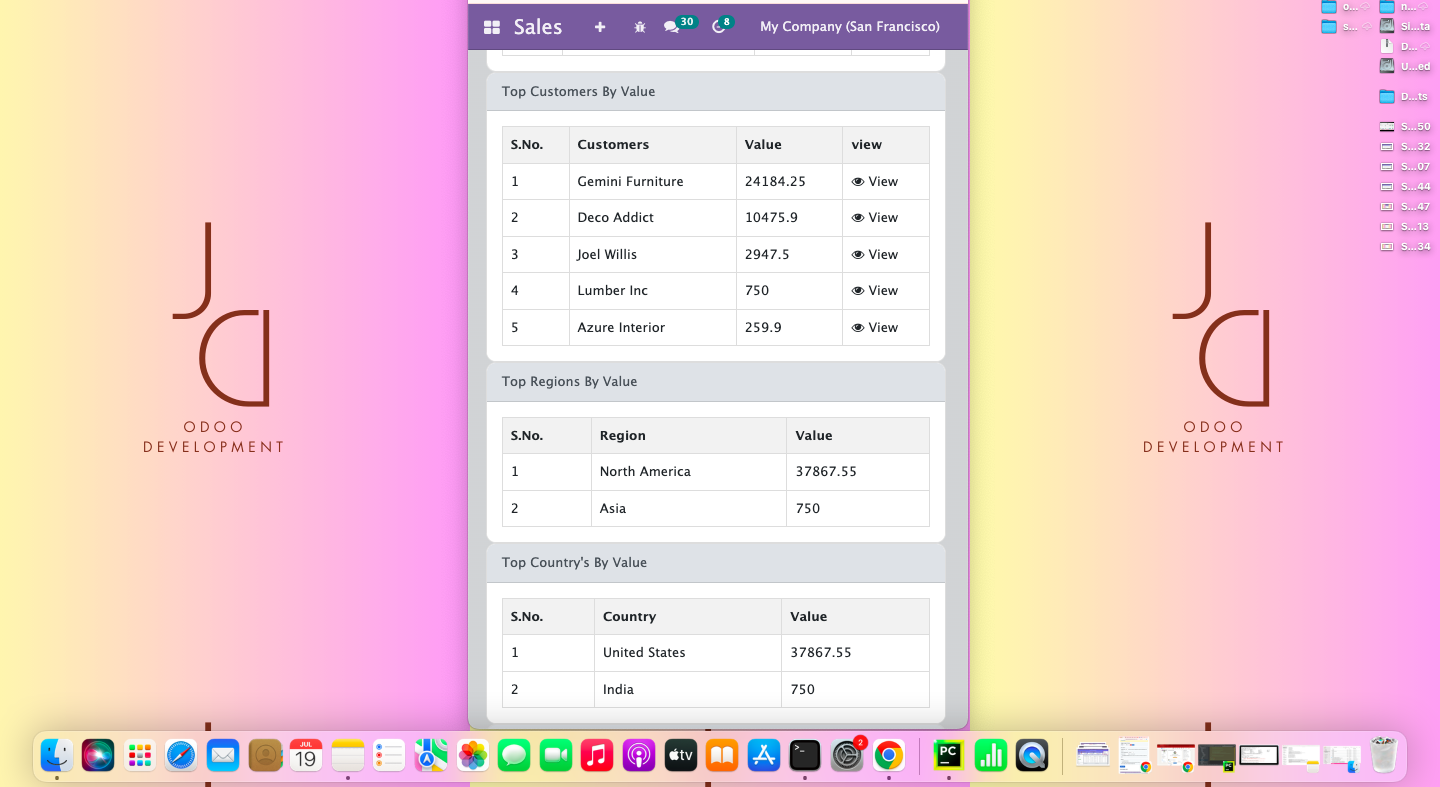 Sales
30
8
My Company (San Francisco)
Top Customers By Value
S.No. Customers Value view
1 Gemini Furniture 24184.25 View
2 Deco Addict 10475.9 View
3 Joel Willis 2947.5 View
4 Lumber Inc 750 View
5 Azure Interior 259.9 View
Top Regions By Value
S.No. Region Value
1 North America 37867.55
2 Asia 750
Top Country's By Value
S.No. Country Value
1 United States 37867.55
2 India 750
ODOO
DEVELOPMENT
ODOO
DEVELOPMENT
o...
n...
s...
Sl...ta
D...
U...ed
D...ts
S...50
S...32
S...07
S...44
S...47
S...13
S...34
JUL
19
tv
>_
2
PC